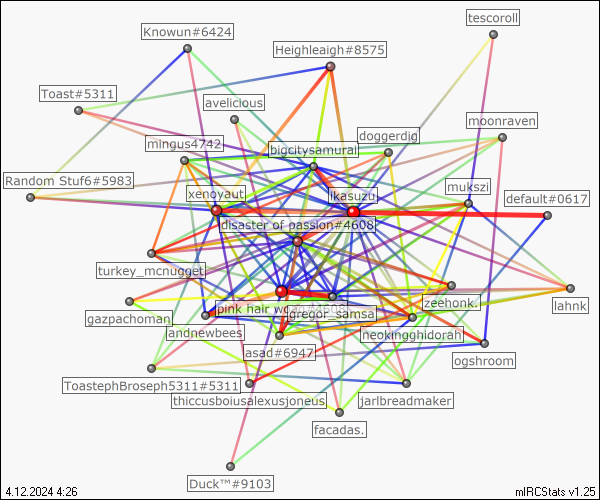 tescoroll
Knowun#6424
Heighleaigh#8575
Toast#5311
avelicious
moonraven
doggerdig
mingus4742
bigcitysamurai
Random Stuf6#5983
mukszi
xenoyaut
ikasuzu
default#0617
disaster of passion#4608
turkey_mcnugget
zeehonk.
lahnk
gazpachoman
pink hair
gregor_samsa
andnewbees
neokingghidorah
asad#6947
ogshroom
ToastephBroseph5311#5311
thiccusboiusalexusjoneus
jarlbreadmaker
facadas.
Duck™#9103
4.12.2024 4:26
mIRCStats v1.25